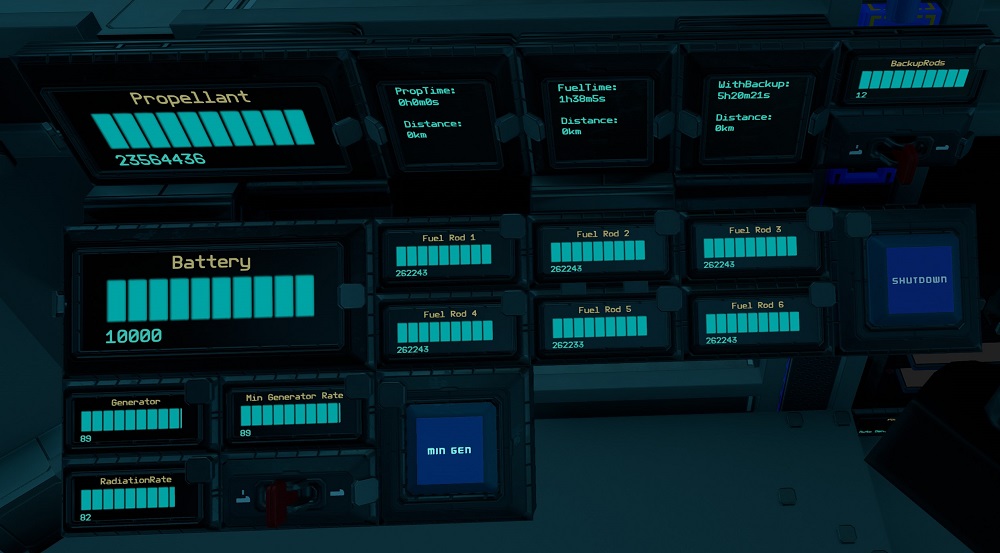 Propellant
23564436
PropTime:
0h0m0s
Distance:
0km
FuelTime:
1h38m5s
Distance:
0km
WithBackup:
5h20m21s
Distance:
0km
BackupRods
12
Battery
10000
Fuel Rod 1
262243
Fuel Rod 2
262243
Fuel Rod 3
262243
Fuel Rod 4
262243
Fuel Rod 5
262233
Fuel Rod 6
262243
SHUTDOWN
Generator
89
Min Generator Rate
89
MIN GEN
RadiationRate
82